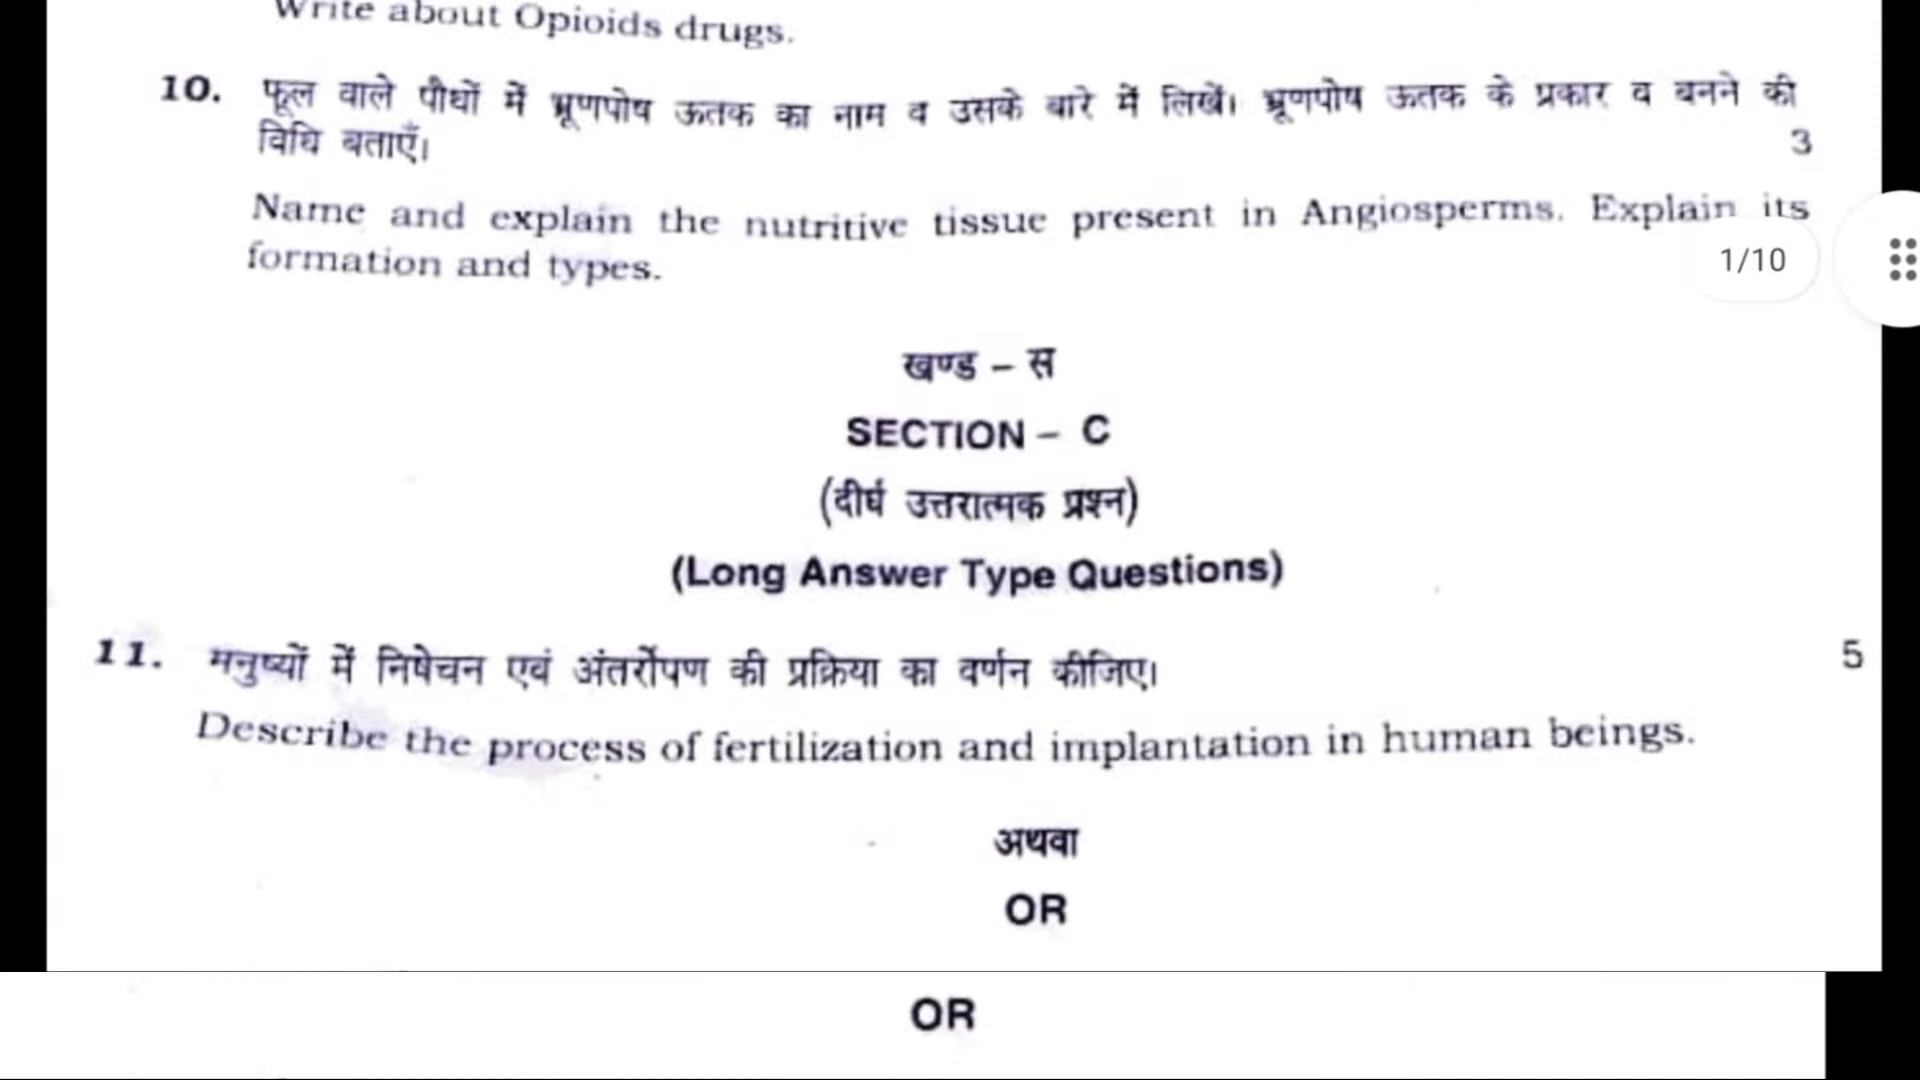 Write about Opioids drugs.
10. फूल वाले पौधों में भ्रूणपोष ऊतक का नाम व उसके बारे में लिखें। भ्रूणपोष ऊतक के प्रकार व बनने की
विधि बताएँ।
3
Name and explain the nutritive tissue present in Angiosperms. Explain its
formation and types.
1/10
खण्ड – स
SECTION – C
(दीर्घ उत्तरात्मक प्रश्न)
(Long Answer Type Questions)
11. मनुष्यों में निषेचन एवं अंतर्रोपण की प्रक्रिया का वर्णन कीजिए। 5
Describe the process of fertilization and implantation in human beings.
अथवा
OR
OR